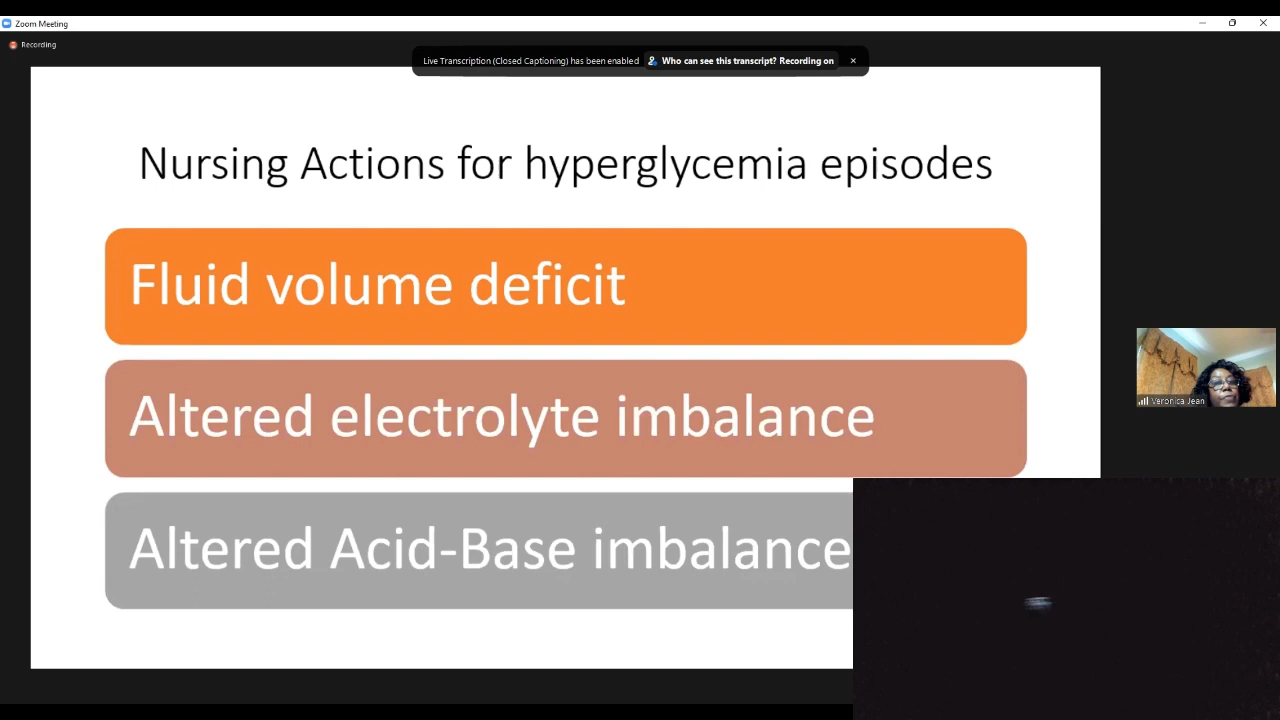 Zoom Meeting
Recording
Live Transcription (Closed Captioning) has been enabled Who can see this transcript? Recording on
Nursing Actions for hyperglycemia episodes
Fluid volume deficit
Altered electrolyte imbalance
Veronica Jean
Altered Acid-Base imbalance